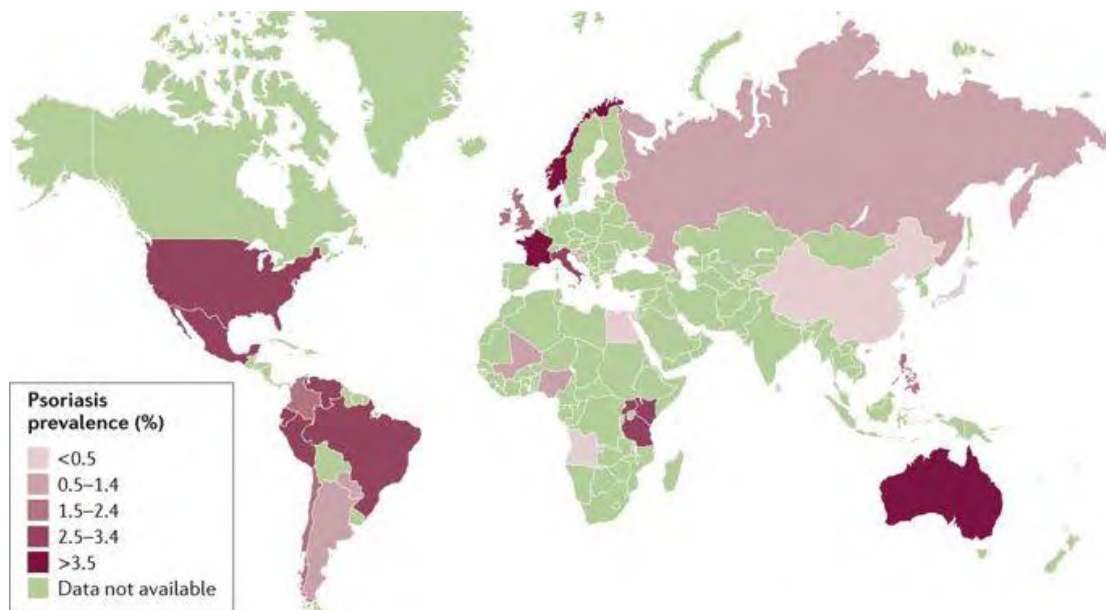 Psoriasis
prevalence (%)
<0.5
0.5–1.4
1.5–2.4
2.5–3.4
>3.5
Data not available